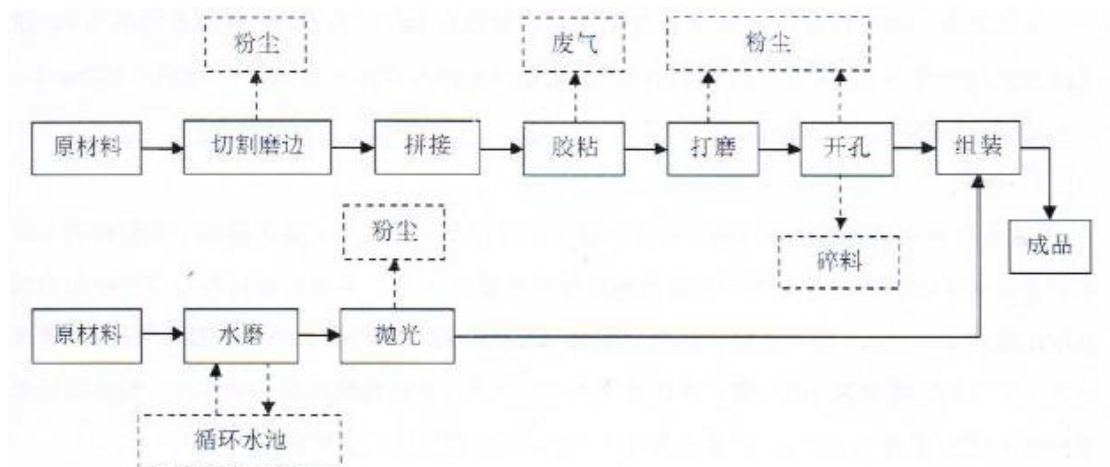 粉尘 废气 粉尘
原材料 切割磨边 拼接 胶粘 打磨 开孔 组装
粉尘 碎料 成品
原材料 水磨 抛光
循环水池